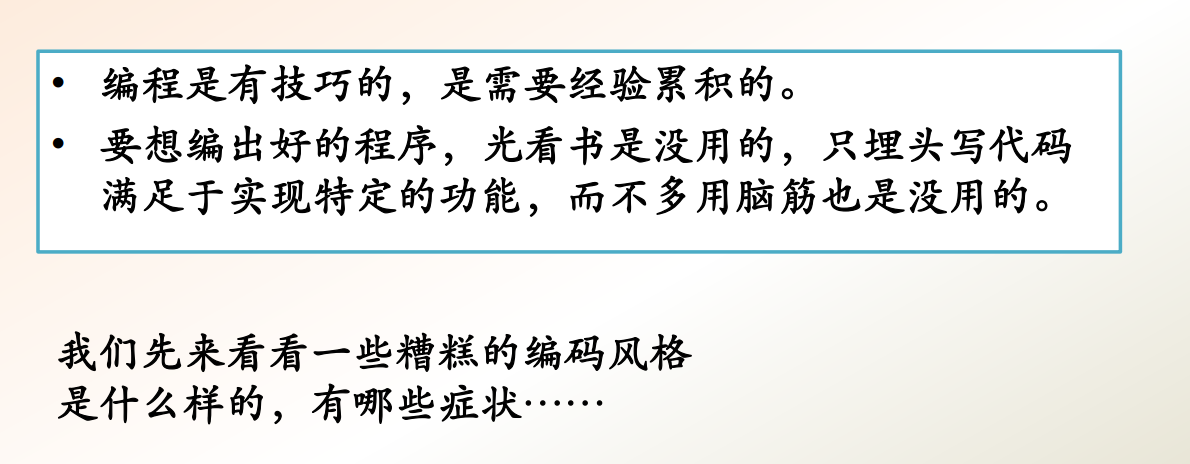 • 编程是有技巧的，是需要经验累积的。
• 要想编出好的程序，光看书是没用的，只埋头写代码
满足于实现特定的功能，而不多用脑筋也是没用的。
我们先来看看一些糟糕的编码风格
是什么样的，有哪些症状……